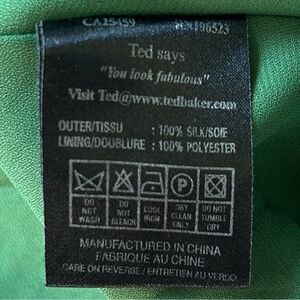 CA25459 RN106523
Ted says
"You look fabulous"
Visit Ted@www.tedbaker.com
OUTER/TISSU : 100% SILK/SOIE
LINING/DOUBLURE : 100% POLYESTER
P
DO NOT WASH
DO NOT BLEACH
COOL IRON
DRY CLEAN ONLY
DO NOT TUMBLE DRY
MANUFACTURED IN CHINA
FABRIQUE AU CHINE
CARE ON REVERSE / ENTRETIEN AU VERSO